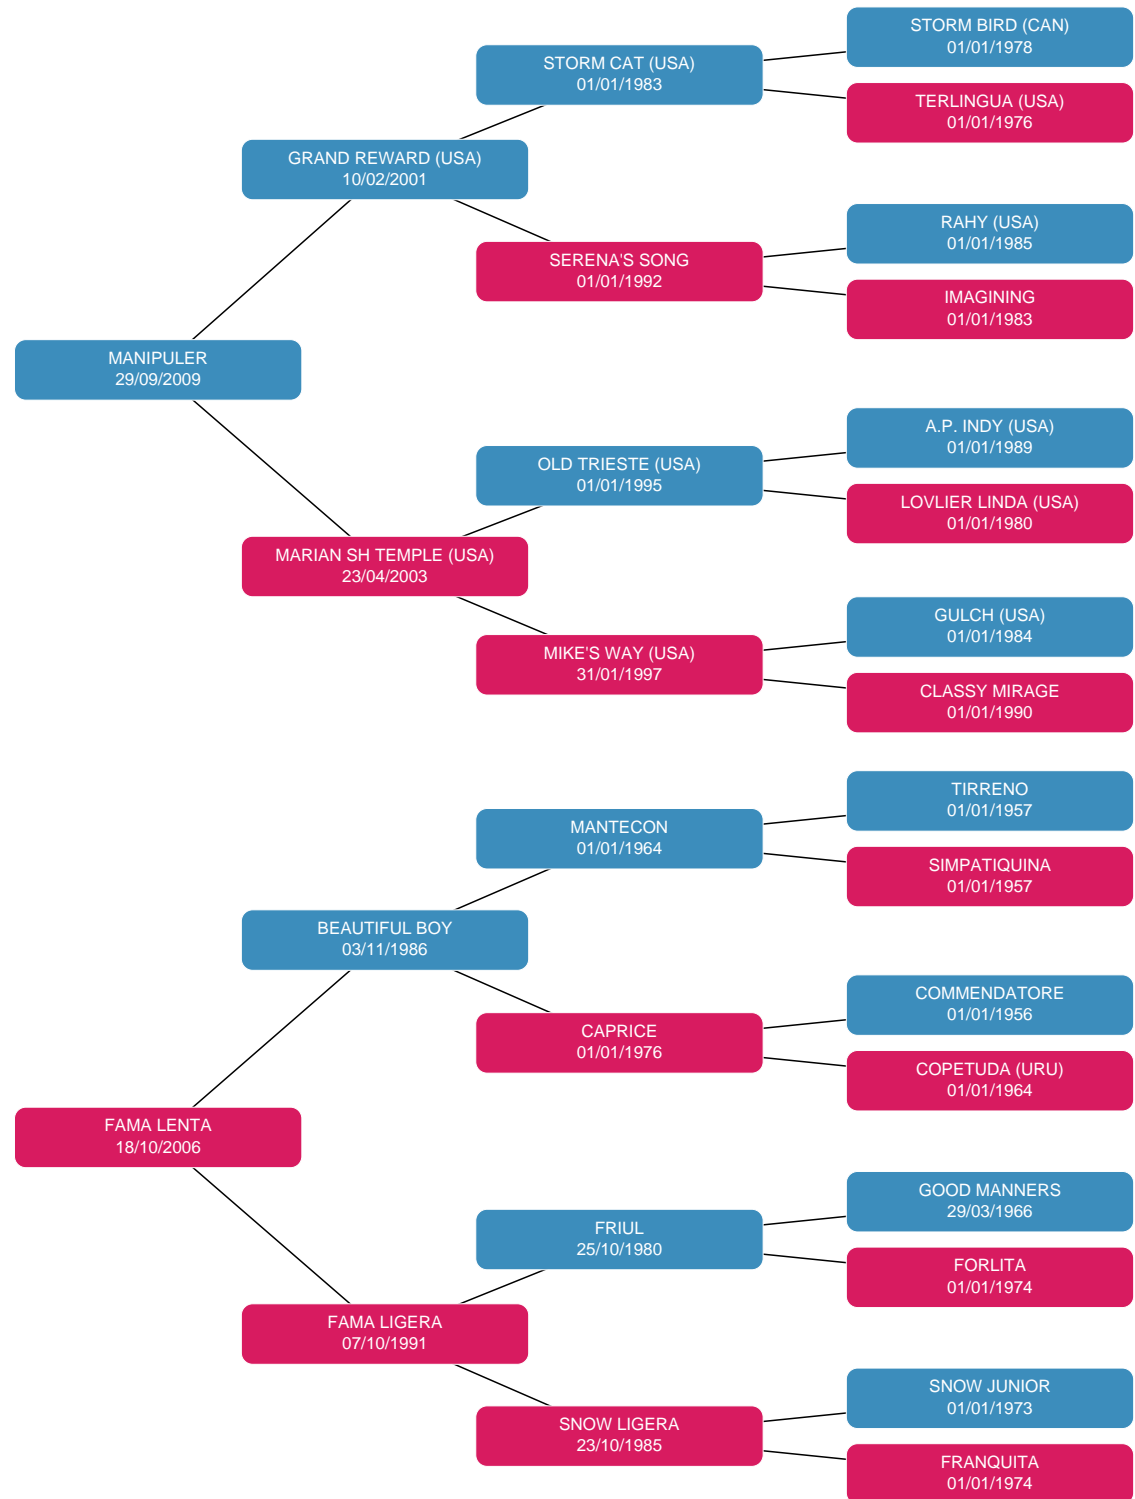 STORM BIRD (CAN)
01/01/1978
STORM CAT (USA)
01/01/1983
TERLINGUA (USA)
01/01/1976
GRAND REWARD (USA)
10/02/2001
RAHY (USA)
01/01/1985
SERENA'S SONG
01/01/1992
IMAGINING
01/01/1983
MANIPULER
29/09/2009
A.P. INDY (USA)
01/01/1989
OLD TRIESTE (USA)
01/01/1995
LOVLIER LINDA (USA)
01/01/1980
MARIAN SH TEMPLE (USA)
23/04/2003
GULCH (USA)
01/01/1984
MIKE'S WAY (USA)
31/01/1997
CLASSY MIRAGE
01/01/1990
TIRRENO
01/01/1957
MANTECON
01/01/1964
SIMPATIQUINA
01/01/1957
BEAUTIFUL BOY
03/11/1986
COMMENDATORE
01/01/1956
CAPRICE
01/01/1976
COPETUDA (URU)
01/01/1964
FAMA LENTA
18/10/2006
GOOD MANNERS
29/03/1966
FRIUL
25/10/1980
FORLITA
01/01/1974
FAMA LIGERA
07/10/1991
SNOW JUNIOR
01/01/1973
SNOW LIGERA
23/10/1985
FRANQUITA
01/01/1974